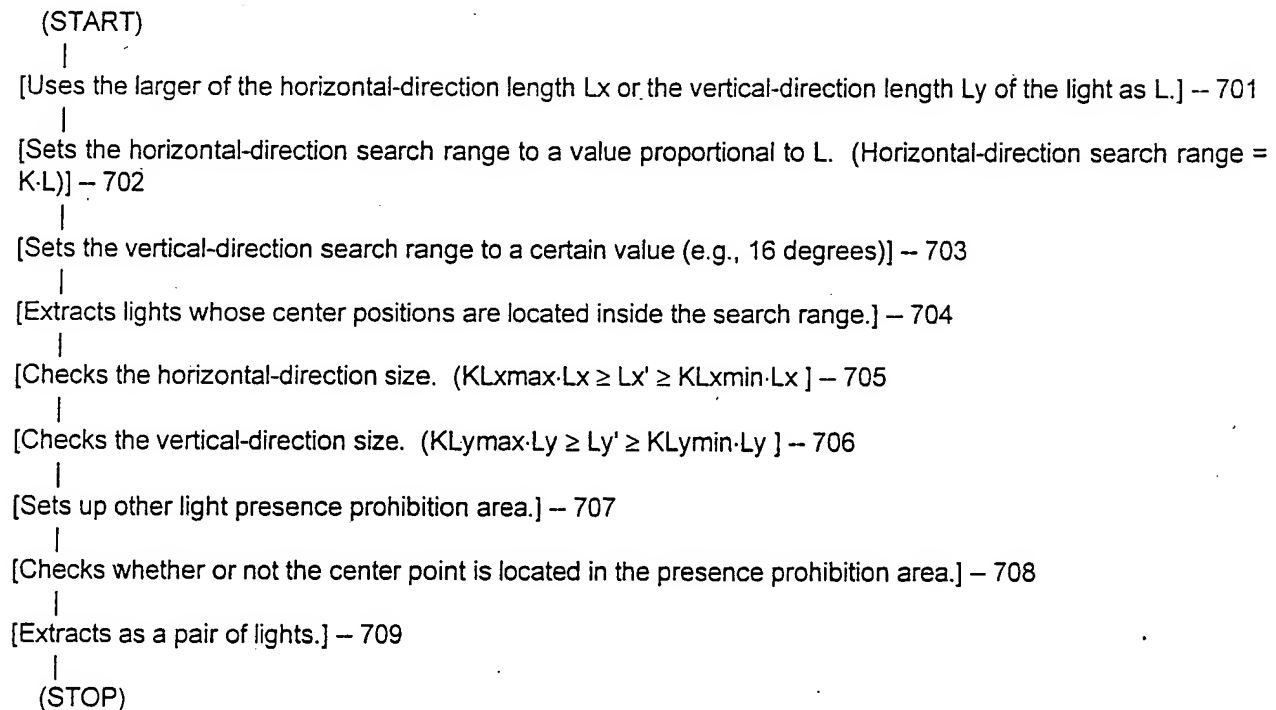 (START)
[Uses the larger of the horizontal-direction length Lx or the vertical-direction length Ly of the light as L.] – 701
[Sets the horizontal-direction search range to a value proportional to L. (Horizontal-direction search range =
K·L)] – 702
[Sets the vertical-direction search range to a certain value (e.g., 16 degrees)] – 703
[Extracts lights whose center positions are located inside the search range.] – 704
[Checks the horizontal-direction size. (KLxmax·Lx ≥ Lx' ≥ KLxmin·Lx ] – 705
[Checks the vertical-direction size. (KLymax·Ly ≥ Ly' ≥ KLymin·Ly ] – 706
[Sets up other light presence prohibition area.] – 707
[Checks whether or not the center point is located in the presence prohibition area.] – 708
[Extracts as a pair of lights.] – 709
(STOP)